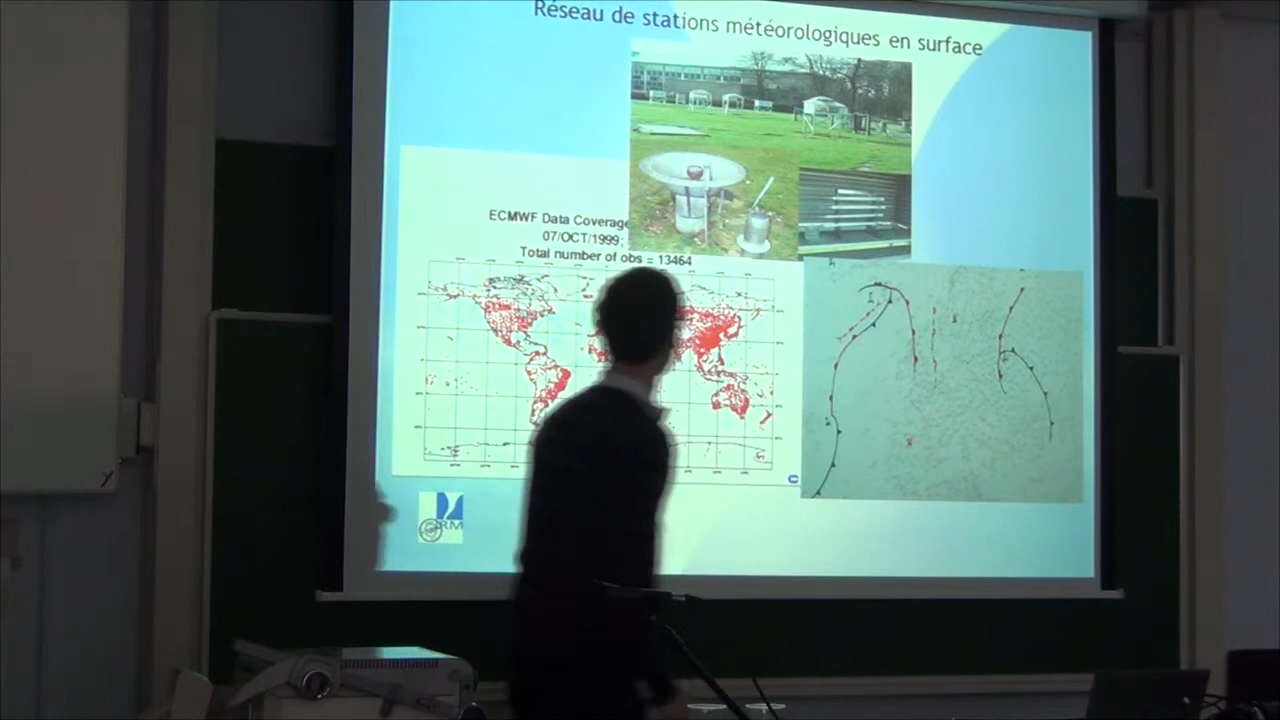 Réseau de stations météorologiques en surface
ECMWF Data Coverage
07/OCT/1999;
Total number of obs = 13464
RM